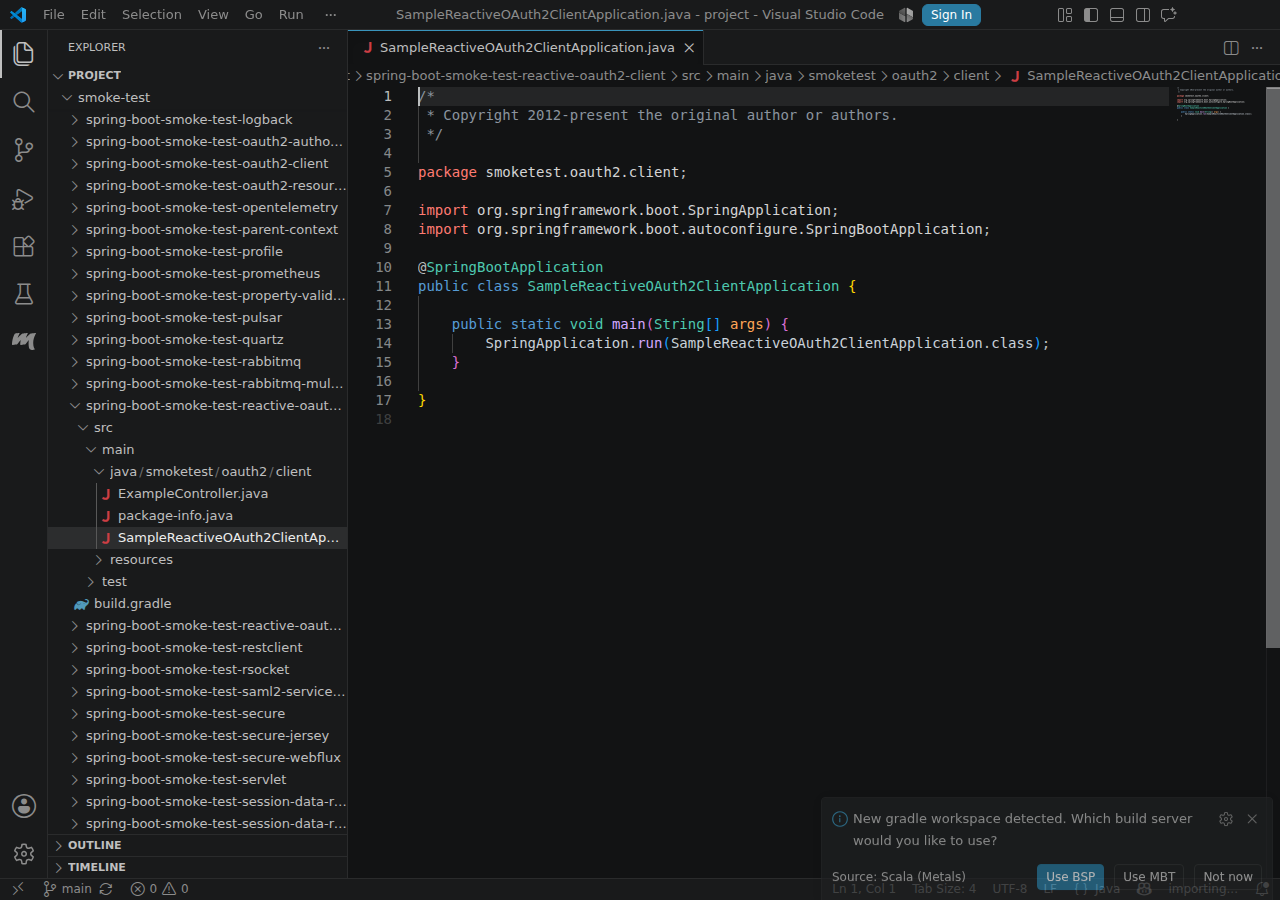 File Edit Selection View Go Run ···
SampleReactiveOAuth2ClientApplication.java - project - Visual Studio Code
Sign In
EXPLORER
PROJECT
smoke-test
spring-boot-smoke-test-logback
spring-boot-smoke-test-oauth2-autho...
spring-boot-smoke-test-oauth2-client
spring-boot-smoke-test-oauth2-resour...
spring-boot-smoke-test-opentelemetry
spring-boot-smoke-test-parent-context
spring-boot-smoke-test-profile
spring-boot-smoke-test-prometheus
spring-boot-smoke-test-property-valid...
spring-boot-smoke-test-pulsar
spring-boot-smoke-test-quartz
spring-boot-smoke-test-rabbitmq
spring-boot-smoke-test-rabbitmq-mul...
spring-boot-smoke-test-reactive-oaut...
src
main
java/smoketest/oauth2/client
ExampleController.java
package-info.java
SampleReactiveOAuth2ClientAp...
resources
test
build.gradle
spring-boot-smoke-test-reactive-oaut...
spring-boot-smoke-test-restclient
spring-boot-smoke-test-rsocket
spring-boot-smoke-test-saml2-service...
spring-boot-smoke-test-secure
spring-boot-smoke-test-secure-jersey
spring-boot-smoke-test-secure-webflux
spring-boot-smoke-test-servlet
spring-boot-smoke-test-session-data-r...
spring-boot-smoke-test-session-data-r...
OUTLINE
TIMELINE
SampleReactiveOAuth2ClientApplication.java
spring-boot-smoke-test-reactive-oauth2-client > src > main > java > smoketest > oauth2 > client > SampleReactiveOAuth2ClientApplicatio
1 /*
2  * Copyright 2012-present the original author or authors.
3  */
4
5 package smoketest.oauth2.client;
6
7 import org.springframework.boot.SpringApplication;
8 import org.springframework.boot.autoconfigure.SpringBootApplication;
9
10 @SpringBootApplication
11 public class SampleReactiveOAuth2ClientApplication {
12
13     public static void main(String[] args) {
14         SpringApplication.run(SampleReactiveOAuth2ClientApplication.class);
15     }
16
17 }
18
New gradle workspace detected. Which build server
would you like to use?
Source: Scala (Metals)
Use BSP
Use MBT
Not now
main
0
0
Ln 1, Col 1
Tab Size: 4
UTF-8
LF
{ } Java
importing...